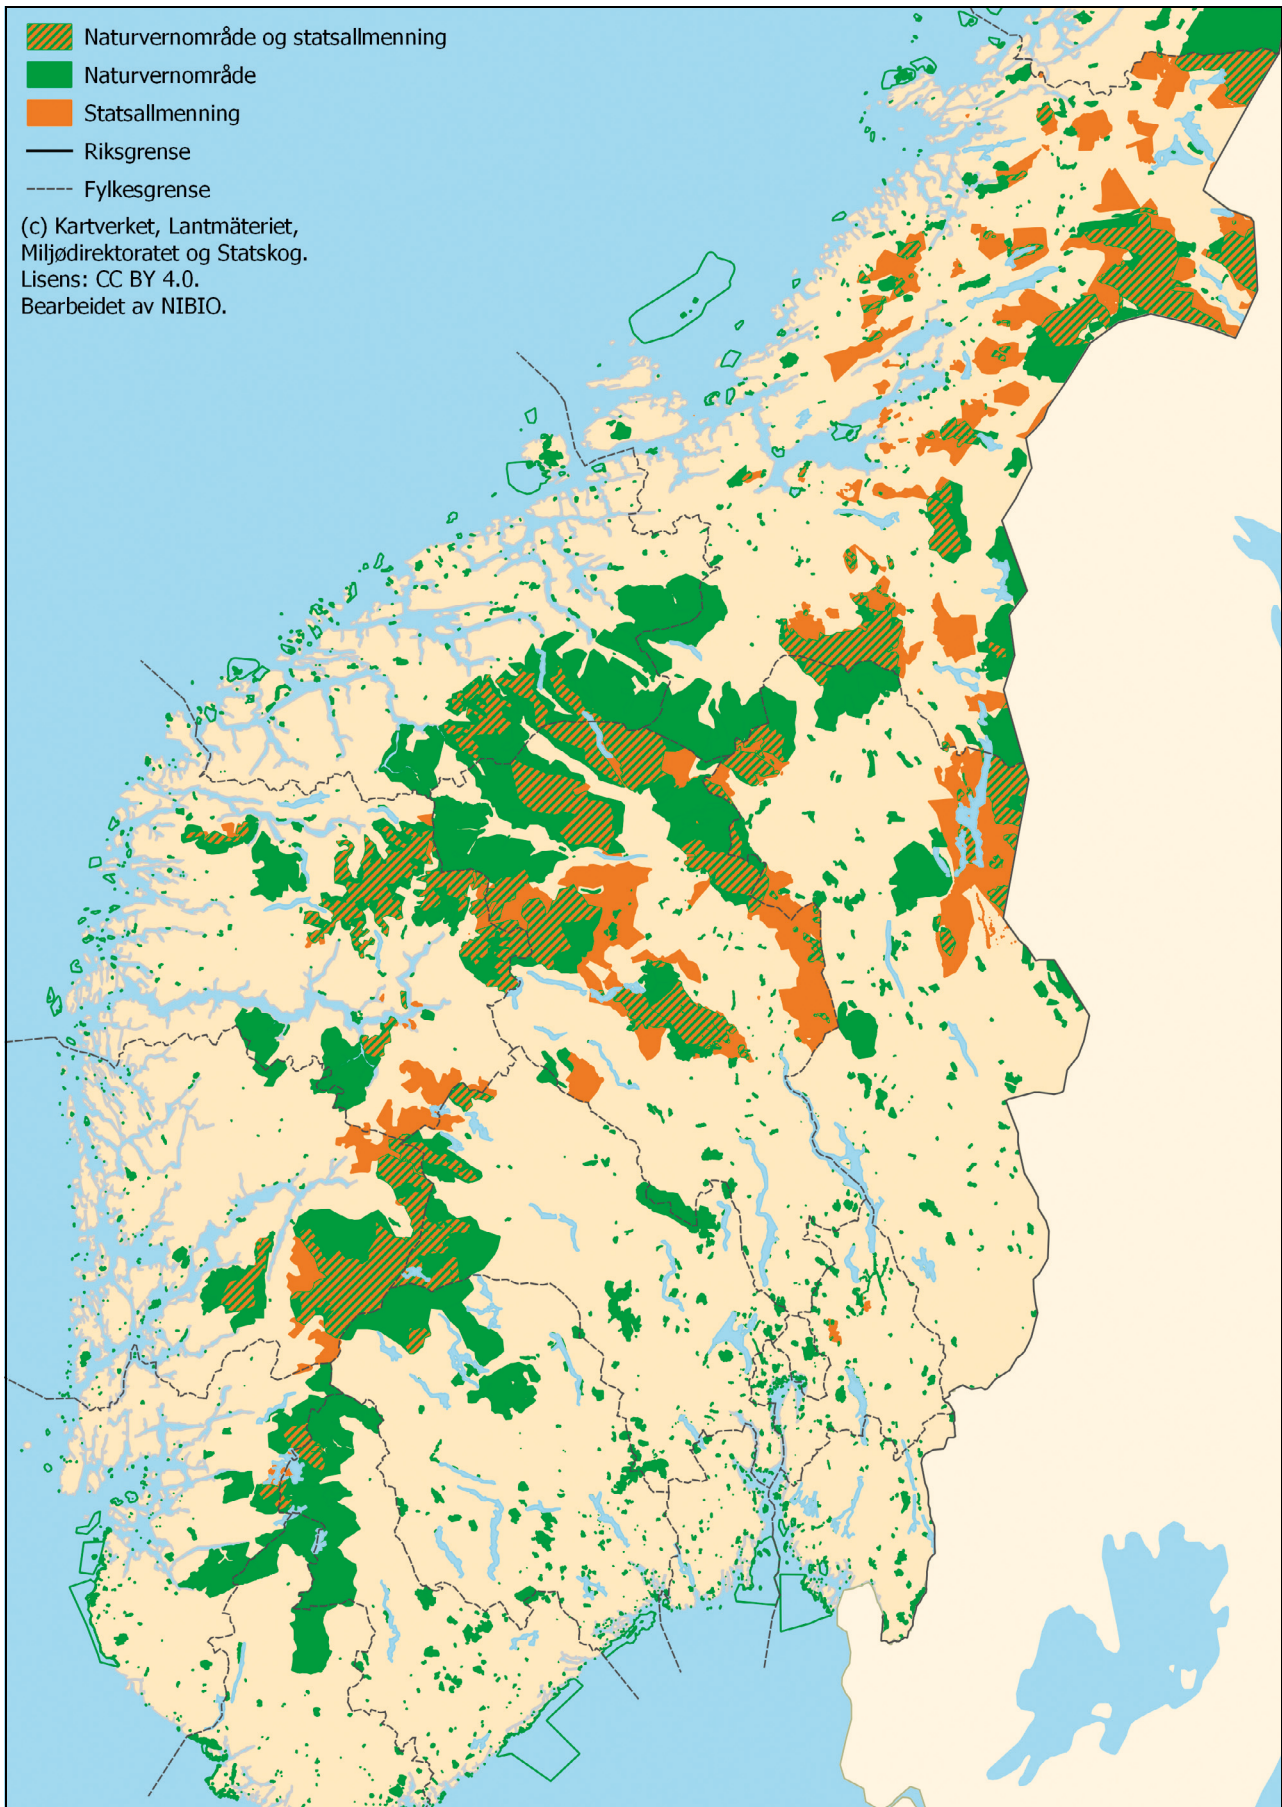 Naturvernområde og statsallmenning
Naturvernområde
Statsallmenning
Riksgrense
Fylkesgrense
(c) Kartverket, Lantmäteriet,
Miljødirektoratet og Statskog.
Lisens: CC BY 4.0.
Bearbeidet av NIBIO.